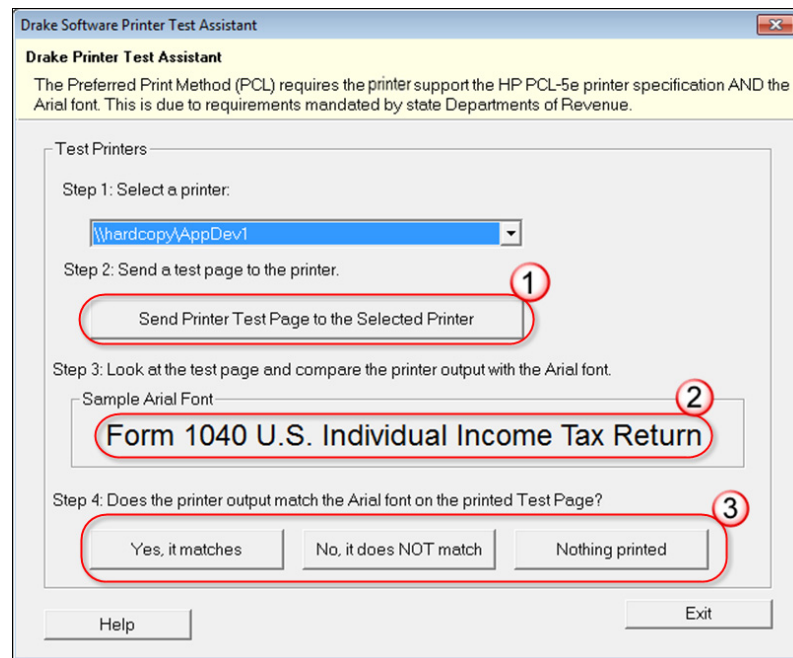 Drake Software Printer Test Assistant
Drake Printer Test Assistant
The Preferred Print Method (PCL) requires the printer support the HP PCL-5e printer specification AND the
Arial font. This is due to requirements mandated by state Departments of Revenue.
Test Printers
Step 1: Select a printer:
\\hardcopy\AppDev1
Step 2: Send a test page to the printer.
1
Send Printer Test Page to the Selected Printer
Step 3: Look at the test page and compare the printer output with the Arial font.
Sample Arial Font
2
Form 1040 U.S. Individual Income Tax Return
Step 4: Does the printer output match the Arial font on the printed Test Page?
3
Yes, it matches
No, it does NOT match
Nothing printed
Help
Exit